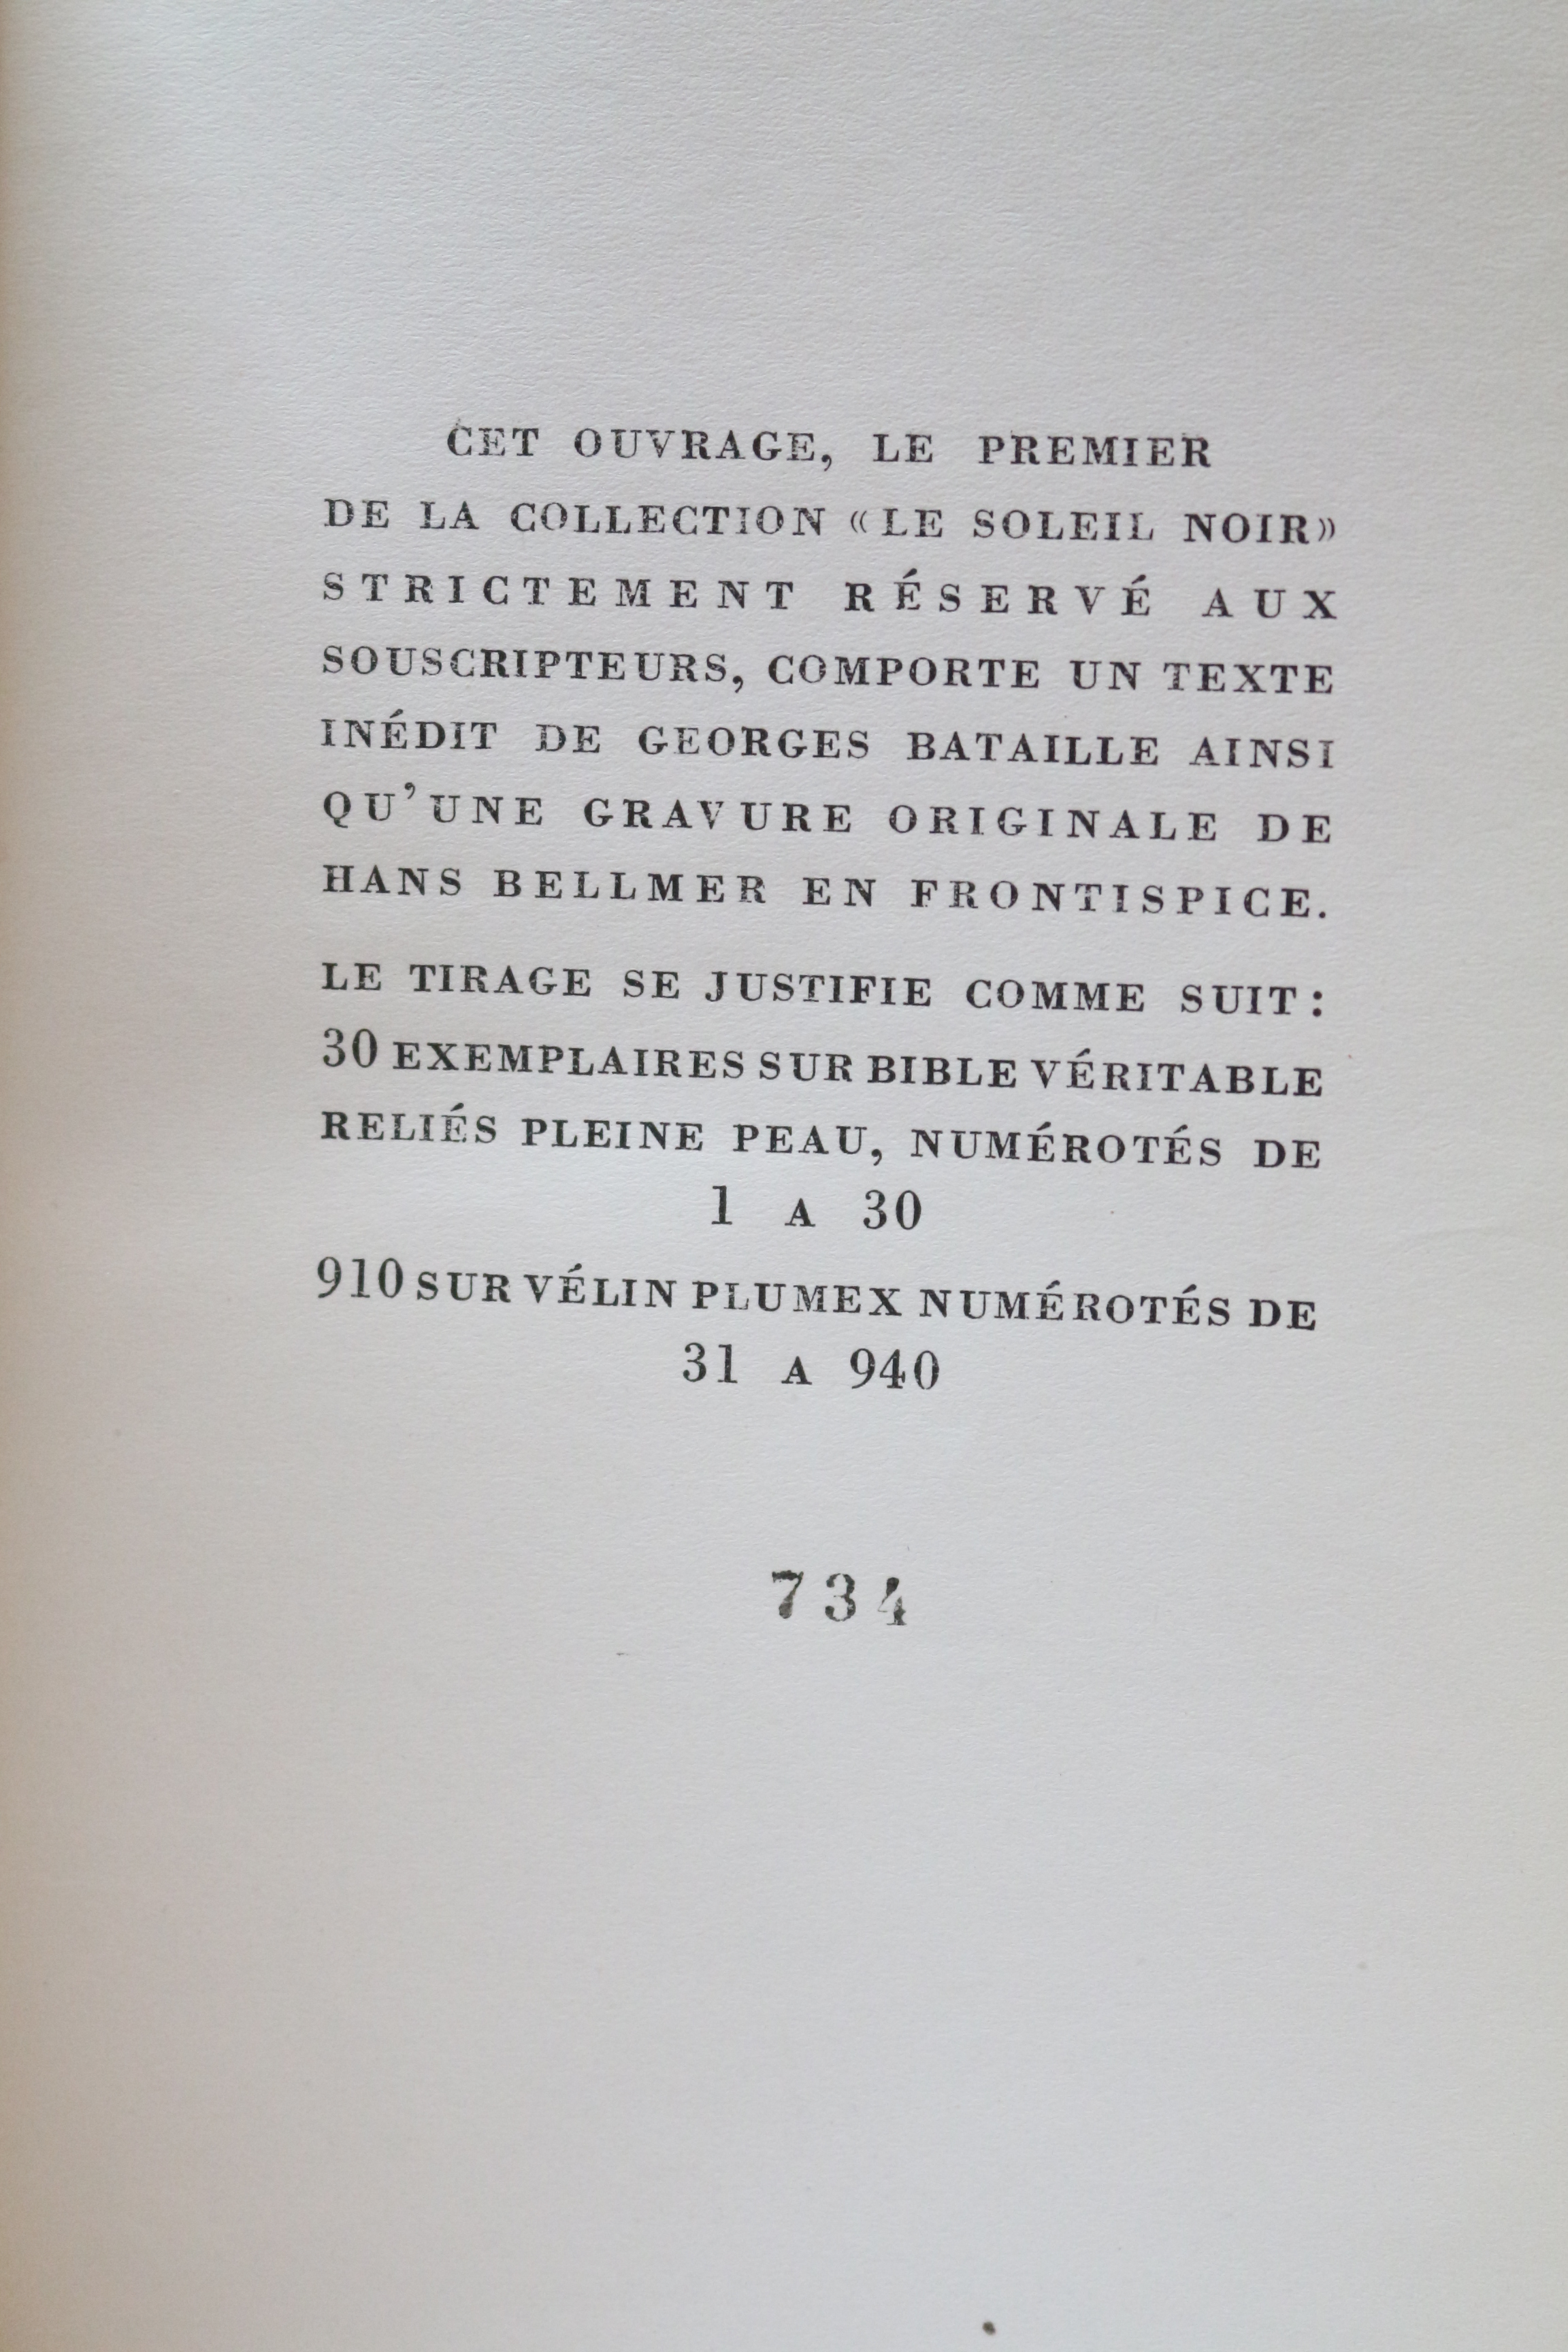 CET OUVRAGE, LE PREMIER
DE LA COLLECTION «LE SOLEIL NOIR»
STRICTEMENT RÉSERVÉ AUX
SOUSCRIPTEURS, COMPORTE UN TEXTE
INÉDIT DE GEORGES BATAILLE AINSI
QU'UNE GRAVURE ORIGINALE DE
HANS BELLMER EN FRONTISPICE.
LE TIRAGE SE JUSTIFIE COMME SUIT :
30 EXEMPLAIRES SUR BIBLE VÉRITABLE
RELIÉS PLEINE PEAU, NUMÉROTÉS DE
1 A 30
910 SUR VÉLIN PLUMEX NUMÉROTÉS DE
31 A 940
734